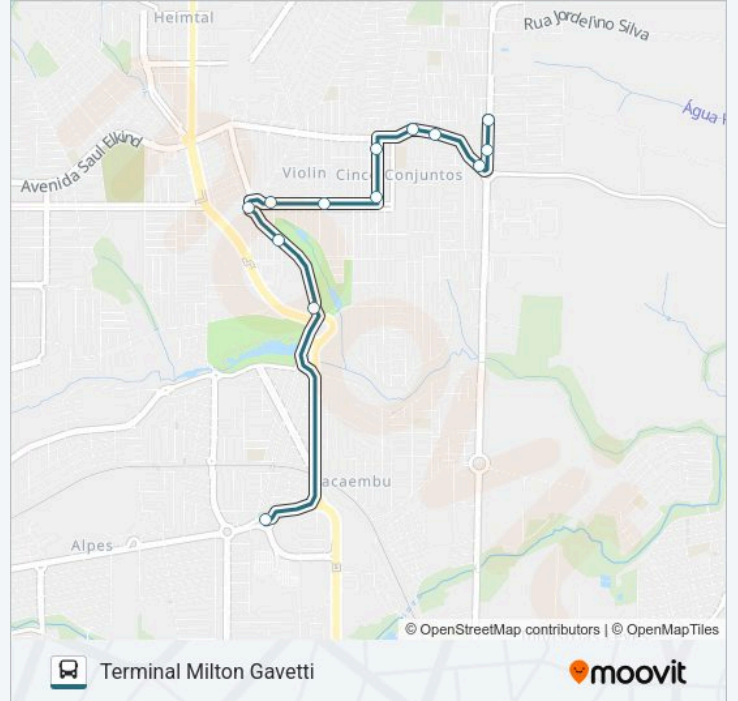 Heimtal
Rua Jordelino Silva
Água
Avenida Saul Elkind
Violin
Cinco Conjuntos
acaembu
Alpes
© OpenStreetMap contributors | © OpenMapTiles
Terminal Milton Gavetti
moovit